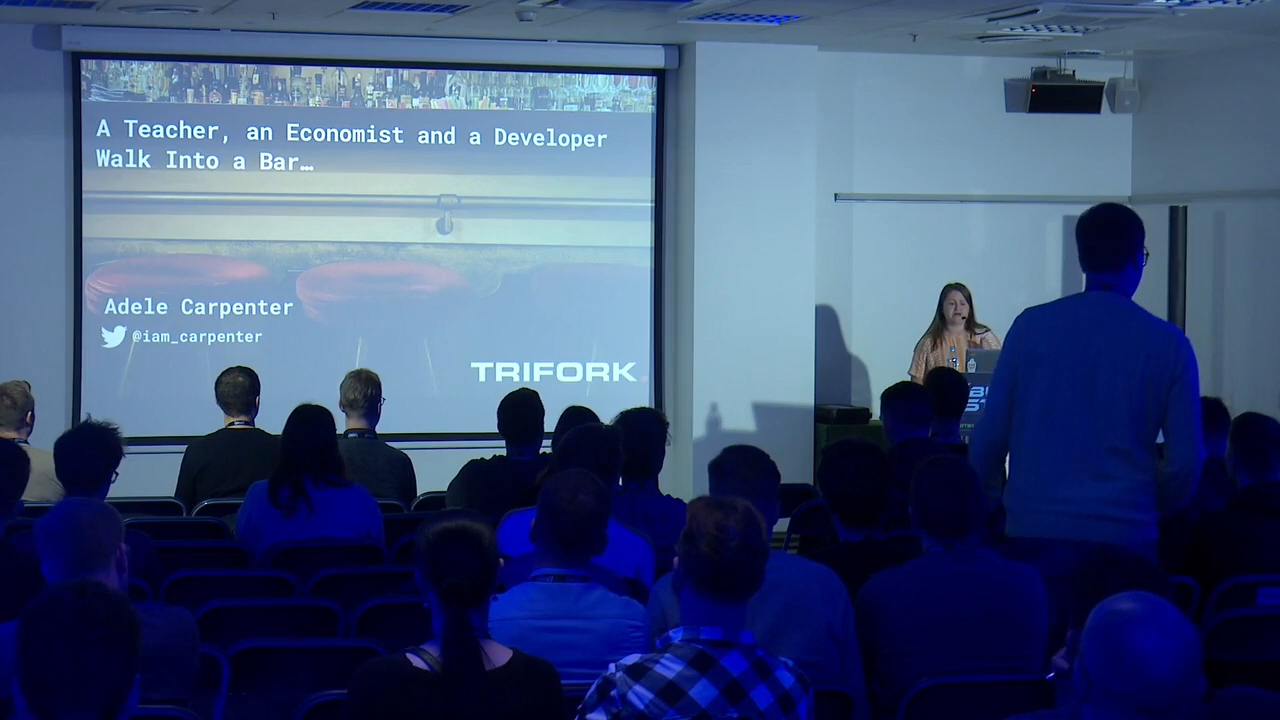 A Teacher, an Economist and a Developer
Walk Into a Bar…
Adele Carpenter
@iam_carpenter
TRIFORK